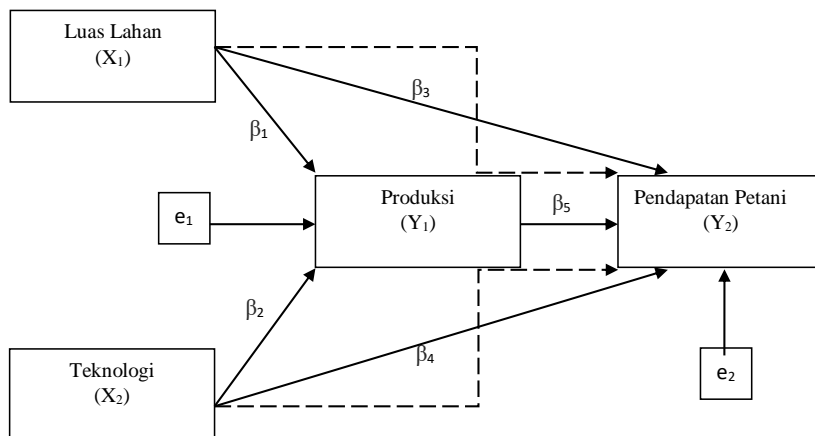 Luas Lahan
(X₁)
β₃
β₁
Produksi
(Y₁)
β₅
Pendapatan Petani
(Y₂)
e₁
β₂
β₄
Teknologi
(X₂)
e₂